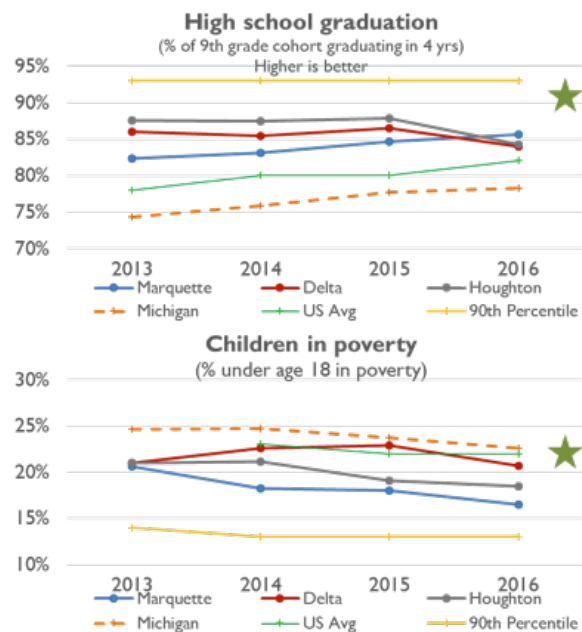 High school graduation
(% of 9th grade cohort graduating in 4 yrs)
Higher is better
95%
90%
85%
80%
75%
70%
2013 2014 2015 2016
Marquette Delta Houghton
Michigan US Avg 90th Percentile
Children in poverty
(% under age 18 in poverty)
30%
25%
20%
15%
10%
2013 2014 2015 2016
Marquette Delta Houghton
Michigan US Avg 90th Percentile